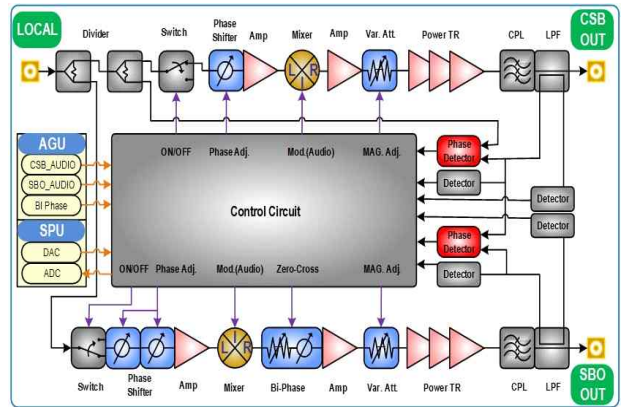 LOCAL
CSB
OUT
Divider
Switch
Phase
Shifter
Amp
Mixer
Amp
Var. Att.
Power TR
CPL
LPF
L
I
R
AGU
CSB_AUDIO
SBO_AUDIO
BI Phase
SPU
DAC
ADC
ON/OFF
Phase Adj.
Mod.(Audio)
MAG. Adj.
Control Circuit
Phase
Detector
Detector
Detector
Detector
Phase
Detector
Detector
ON/OFF
Phase Adj.
Mod.(Audio)
Zero-Cross
MAG. Adj.
L
I
R
Switch
Phase
Shifter
Amp
Mixer
Bi-Phase
Amp
Var. Att.
Power TR
CPL
LPF
SBO
OUT